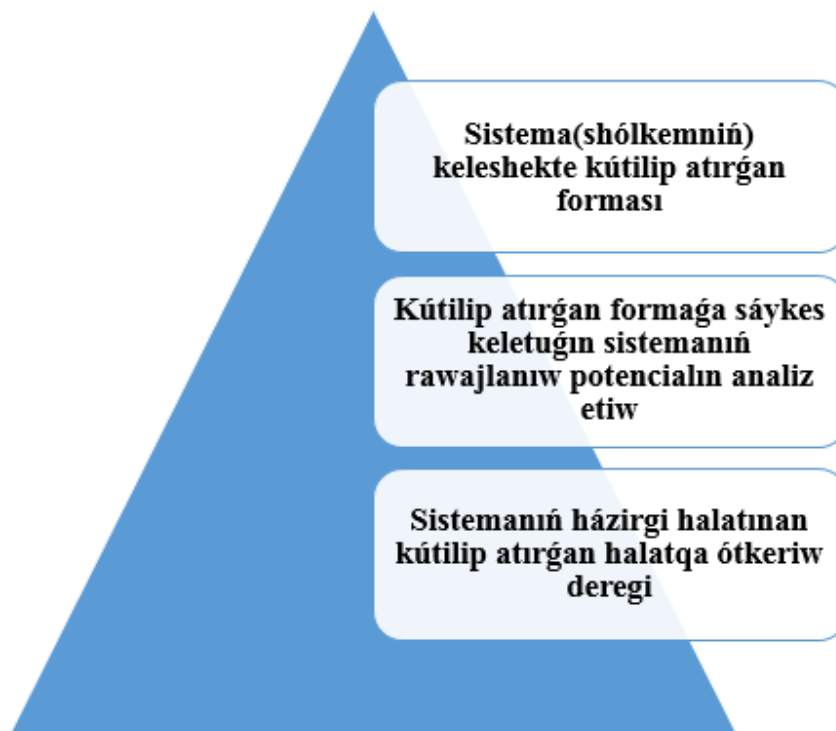 Sistema(shólkemniń)
keleshekte kútilip atırǵan
forması
Kútilip atırǵan formaǵa sáykes
keletuǵın sistemanıń
rawajlanıw potencialın analiz
etiw
Sistemanıń házirgi halatınan
kútilip atırǵan halatqa ótkeriw
deregi